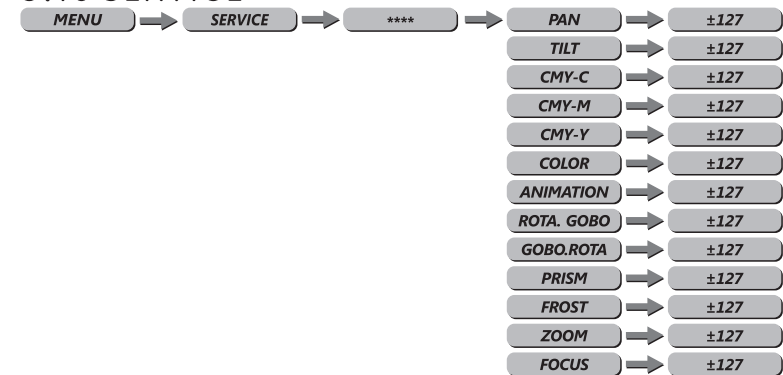 MENU SERVICE **** PAN ±127
TILT ±127
CMY-C ±127
CMY-M ±127
CMY-Y ±127
COLOR ±127
ANIMATION ±127
ROTA. GOBO ±127
GOBO.ROTA ±127
PRISM ±127
FROST ±127
ZOOM ±127
FOCUS ±127